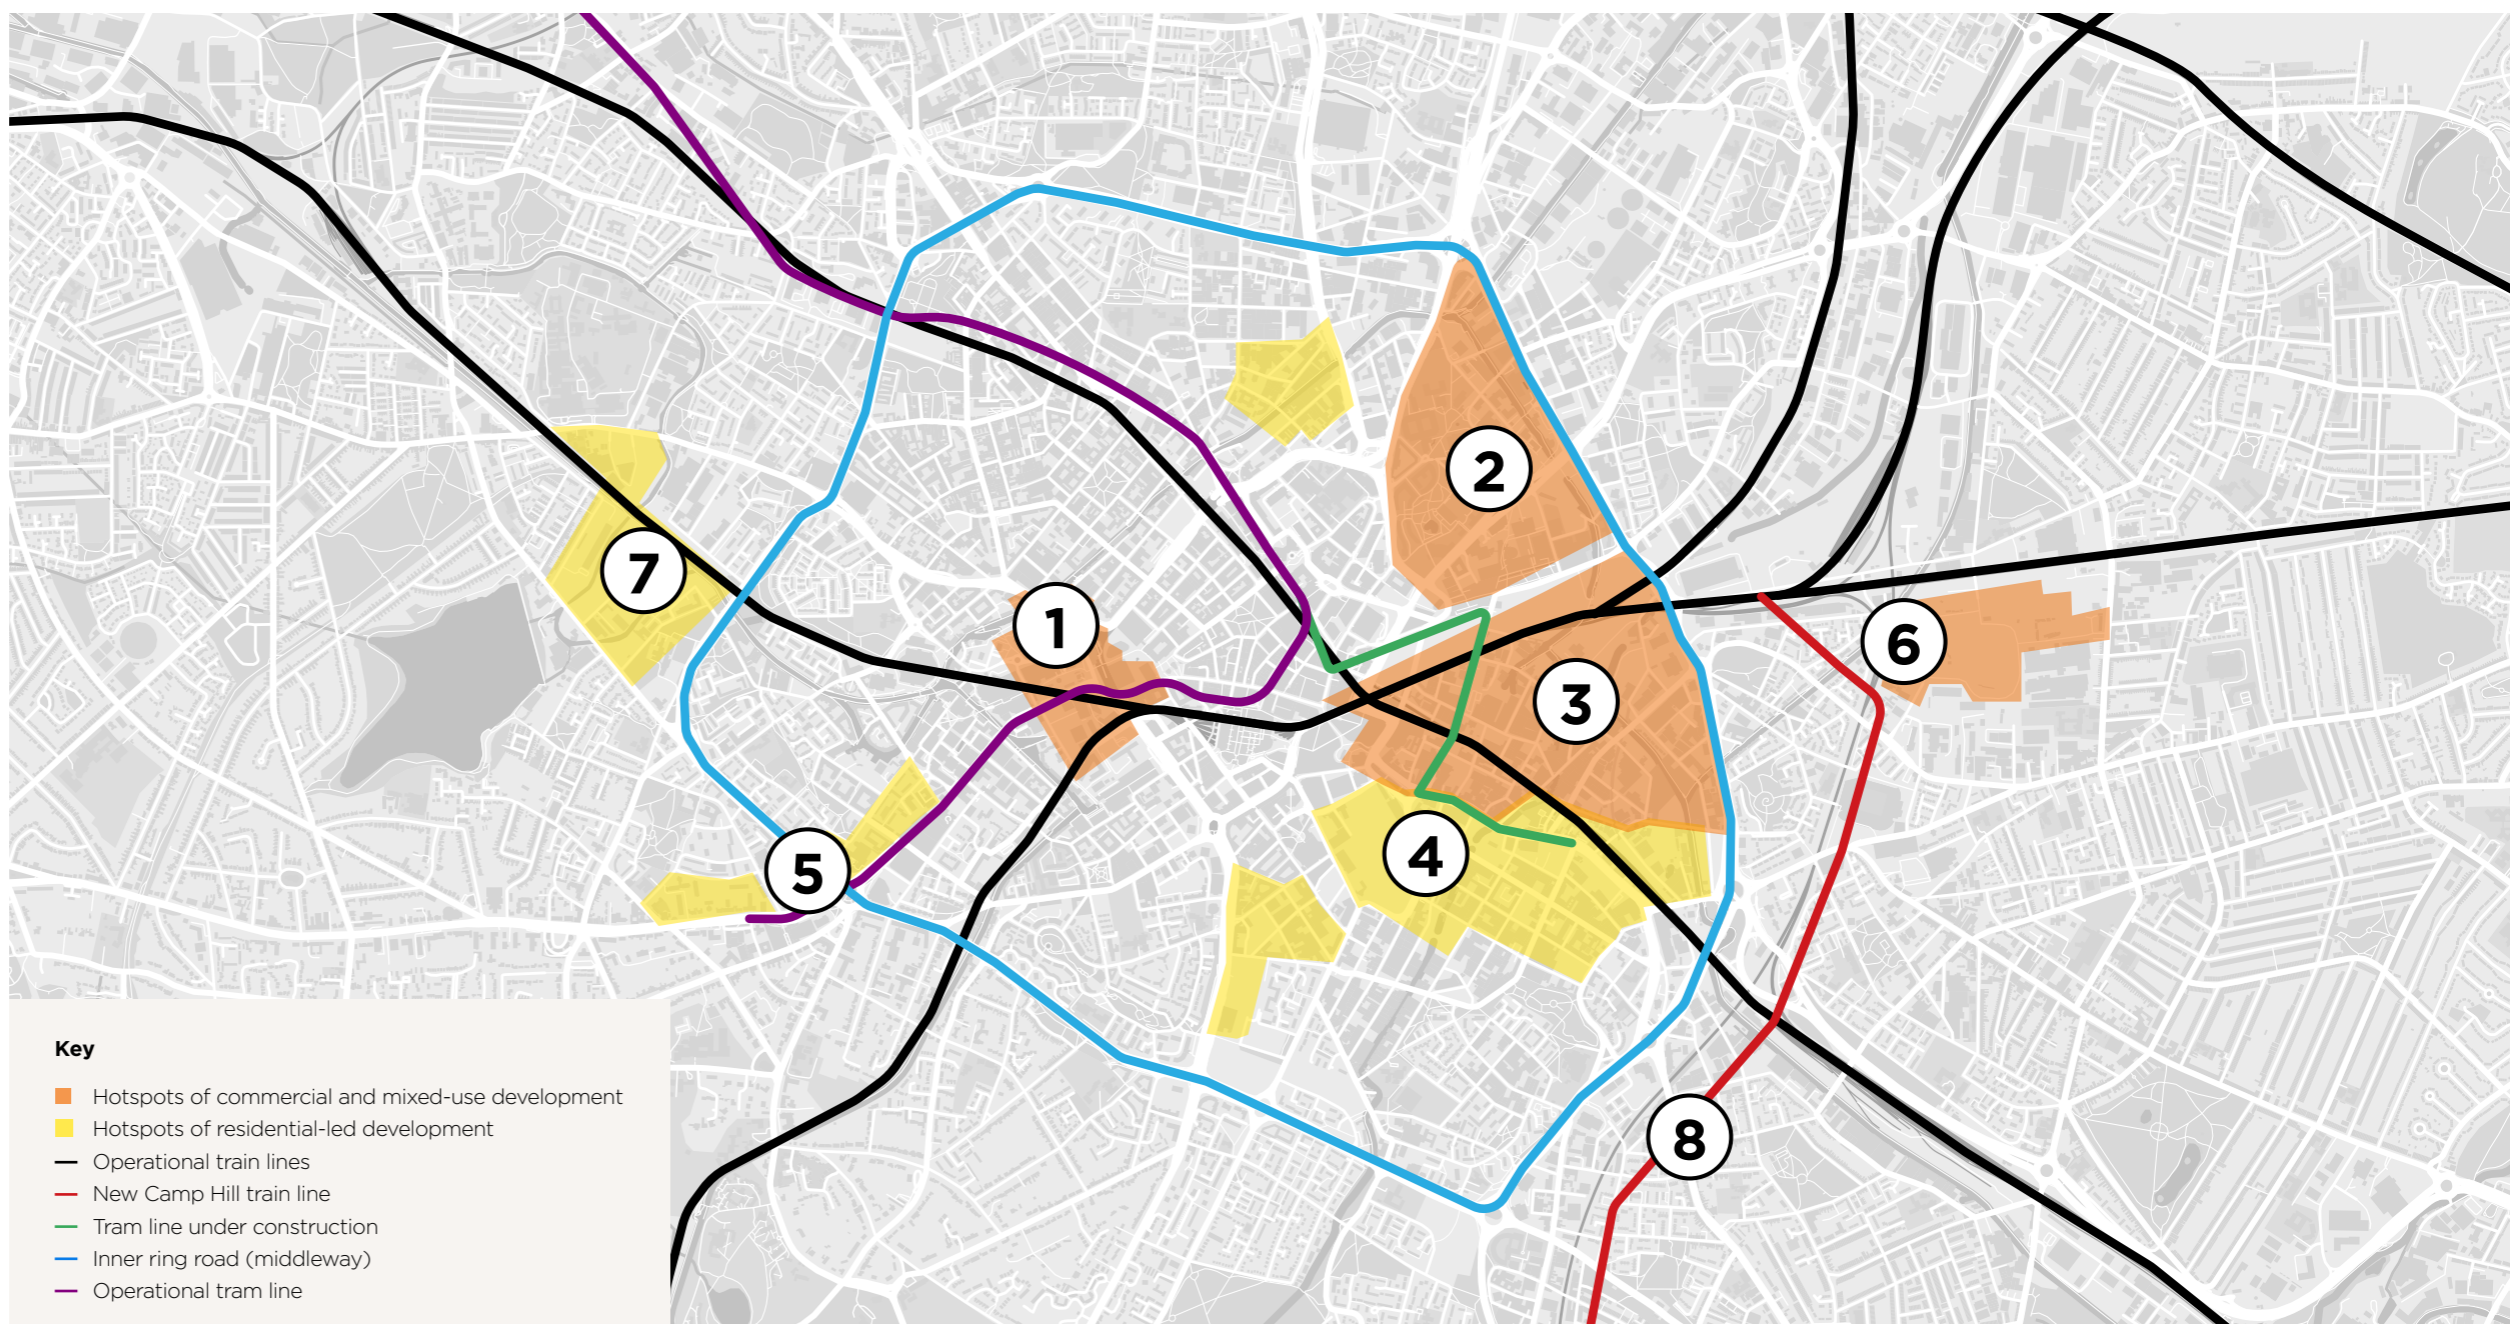 2
7
1
6
3
4
5
8
Key
Hotspots of commercial and mixed-use development
Hotspots of residential-led development
Operational train lines
New Camp Hill train line
Tram line under construction
Inner ring road (middleway)
Operational tram line